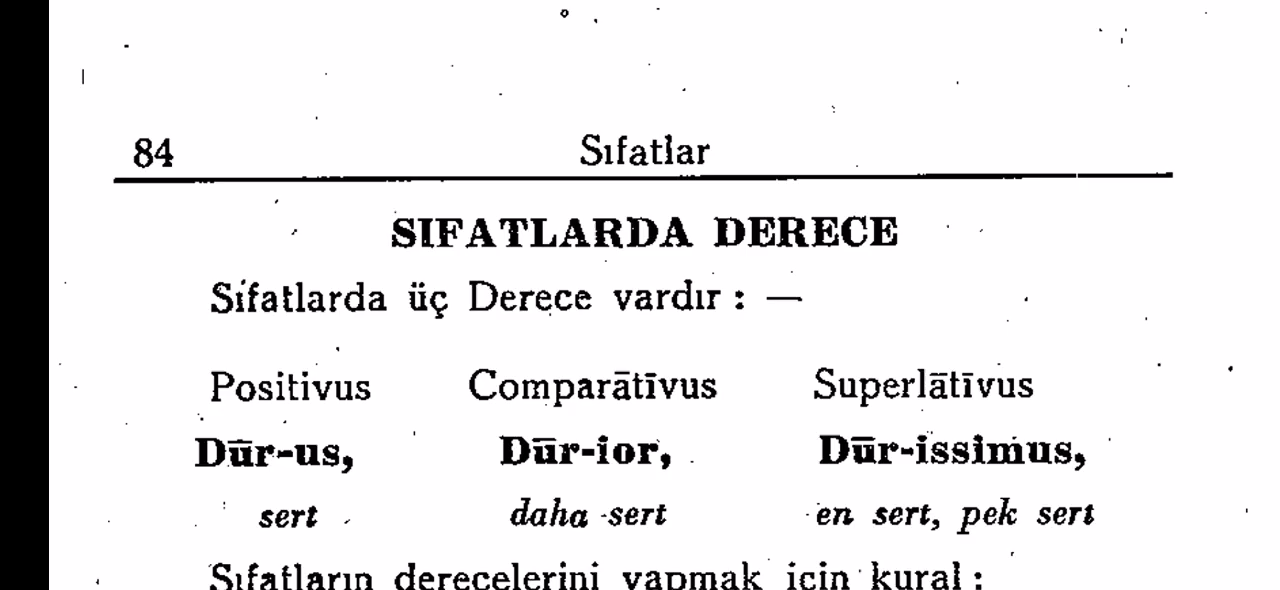 84 Sıfatlar
SIFATLARDA DERECE
Sıfatlarda üç Derece vardır : —
Positivus Comparātīvus Superlātīvus
Dūr-us, Dūr-ior, Dūr-issimus,
sert daha sert en sert, pek sert
Sıfatların derecelerini yapmak için kural :